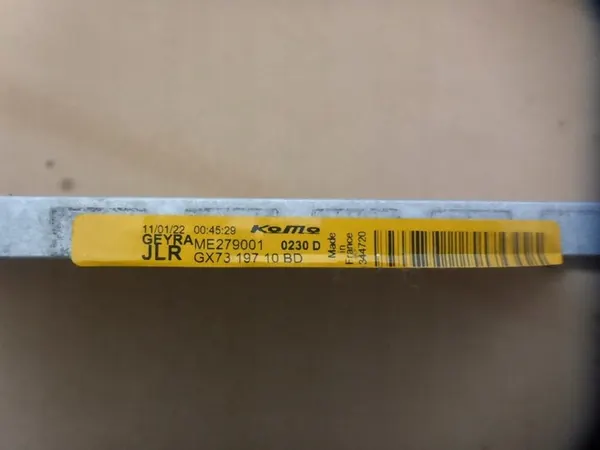 11/01/22 00:45:29 KOMO
GEYRA ME279001 0230 D
JLR GX73 197 10 BD
Made
in
France
344720